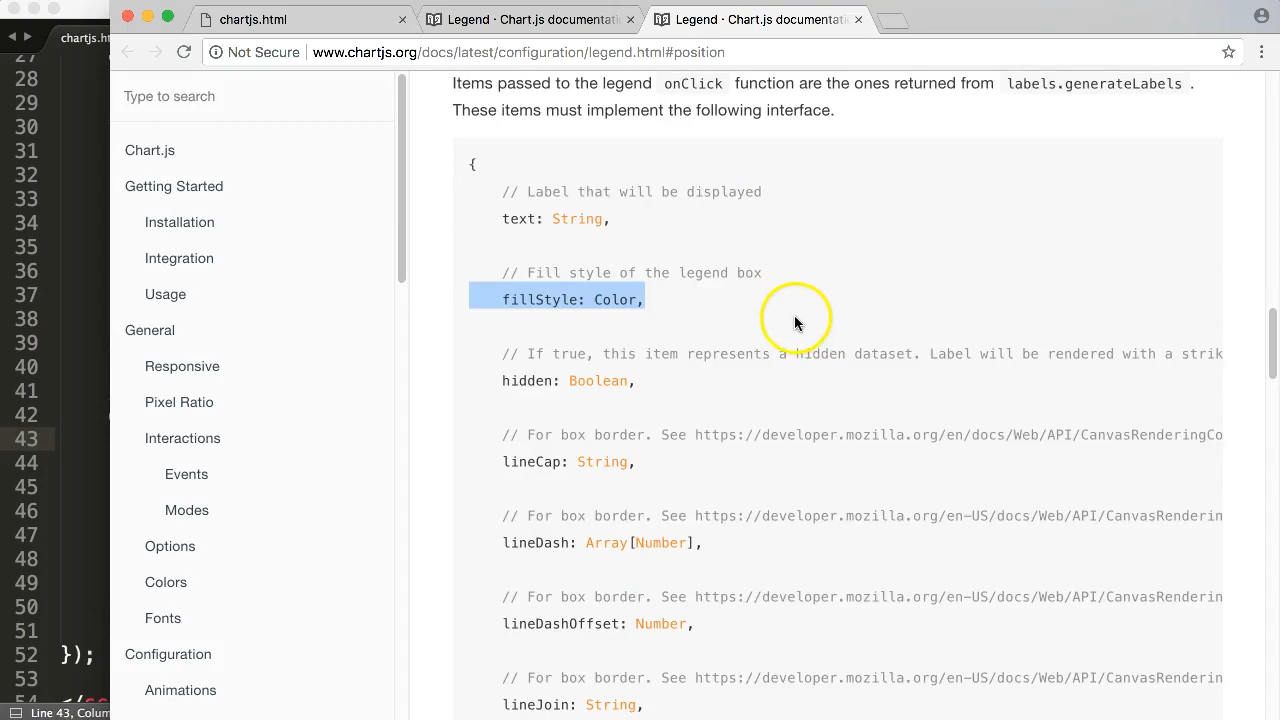 chartjs.html
Legend · Chart.js documentati
Legend · Chart.js documentati
chartjs.h
Not Secure
www.chartjs.org/docs/latest/configuration/legend.html#position
27
28
29
30
31
32
33
34
35
36
37
38
39
40
41
42
43
44
45
46
47
48
49
50
51
52 });
53
54 </sc
Line 43, Colum
Type to search
Chart.js
Getting Started
Installation
Integration
Usage
General
Responsive
Pixel Ratio
Interactions
Events
Modes
Options
Colors
Fonts
Configuration
Animations
Items passed to the legend onClick function are the ones returned from labels.generateLabels .
These items must implement the following interface.
{
// Label that will be displayed
text: String,
// Fill style of the legend box
fillStyle: Color,
// If true, this item represents a hidden dataset. Label will be rendered with a strik
hidden: Boolean,
// For box border. See https://developer.mozilla.org/en/docs/Web/API/CanvasRenderingCo
lineCap: String,
// For box border. See https://developer.mozilla.org/en-US/docs/Web/API/CanvasRenderin
lineDash: Array[Number],
// For box border. See https://developer.mozilla.org/en-US/docs/Web/API/CanvasRenderin
lineDashOffset: Number,
// For box border. See https://developer.mozilla.org/en-US/docs/Web/API/CanvasRenderin
lineJoin: String,